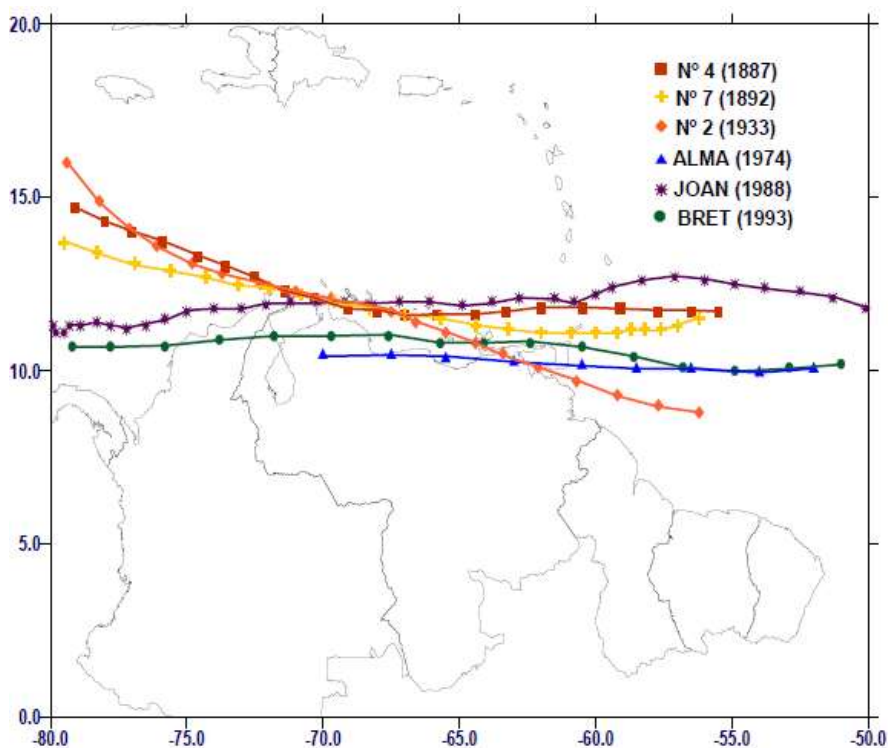 20.0
Nº 4 (1887)
Nº 7 (1892)
Nº 2 (1933)
ALMA (1974)
JOAN (1988)
BRET (1993)
15.0
10.0
5.0
0.0
-80.0 -75.0 -70.0 -65.0 -60.0 -55.0 -50.0